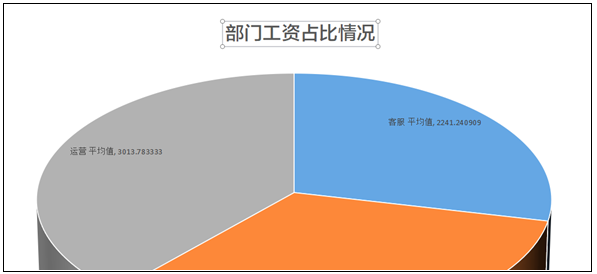 部门工资占比情况
客服 平均值, 2241.240909
运营 平均值, 3013.783333